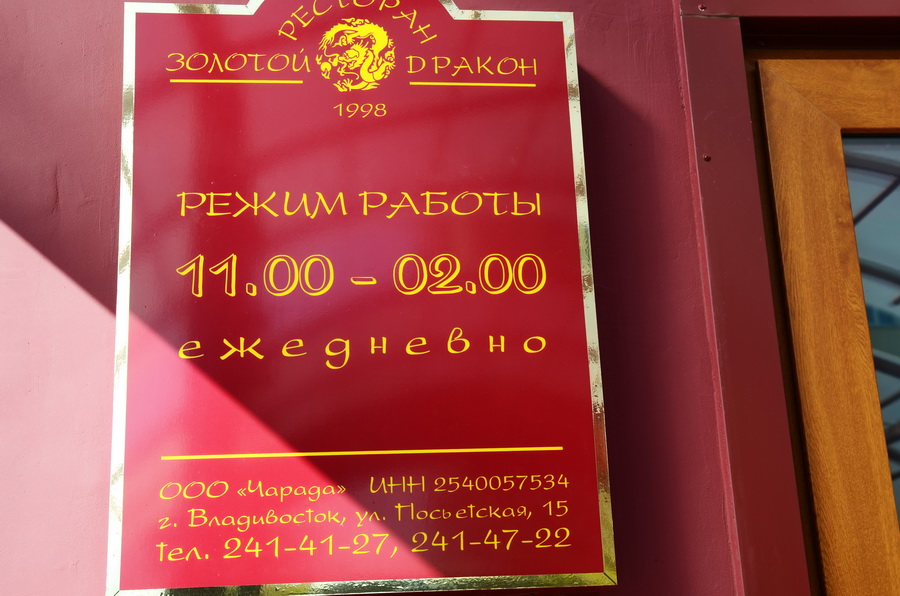 РЕСТОРАН
ЗОЛОТОЙ ДРАКОН
1998
РЕЖИМ РАБОТЫ
11.00 - 02.00
ежедневно
ООО «Чарада» ИНН 2540057534
г. Владивосток, ул. Посьетская, 15
тел. 241-41-27, 241-47-22